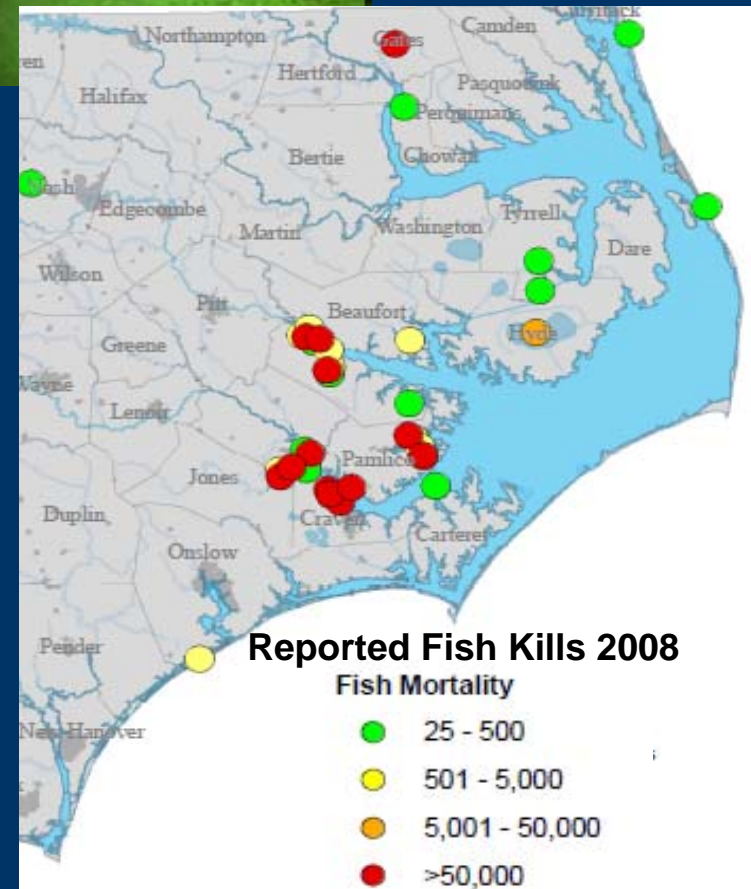 Currituck
Northampton
Gates
Camden
Hertford
Pasquotank
Halifax
Perquimans
Bertie
Chowan
Nash
Edgecombe
Martin
Washington
Tyrrell
Dare
Wilson
Pitt
Beaufort
Hyde
Greene
Wayne
Lenoir
Pamlico
Jones
Craven
Duplin
Carteret
Onslow
Pender
New Hanover
Reported Fish Kills 2008
Fish Mortality
25 - 500
501 - 5,000
5,001 - 50,000
>50,000